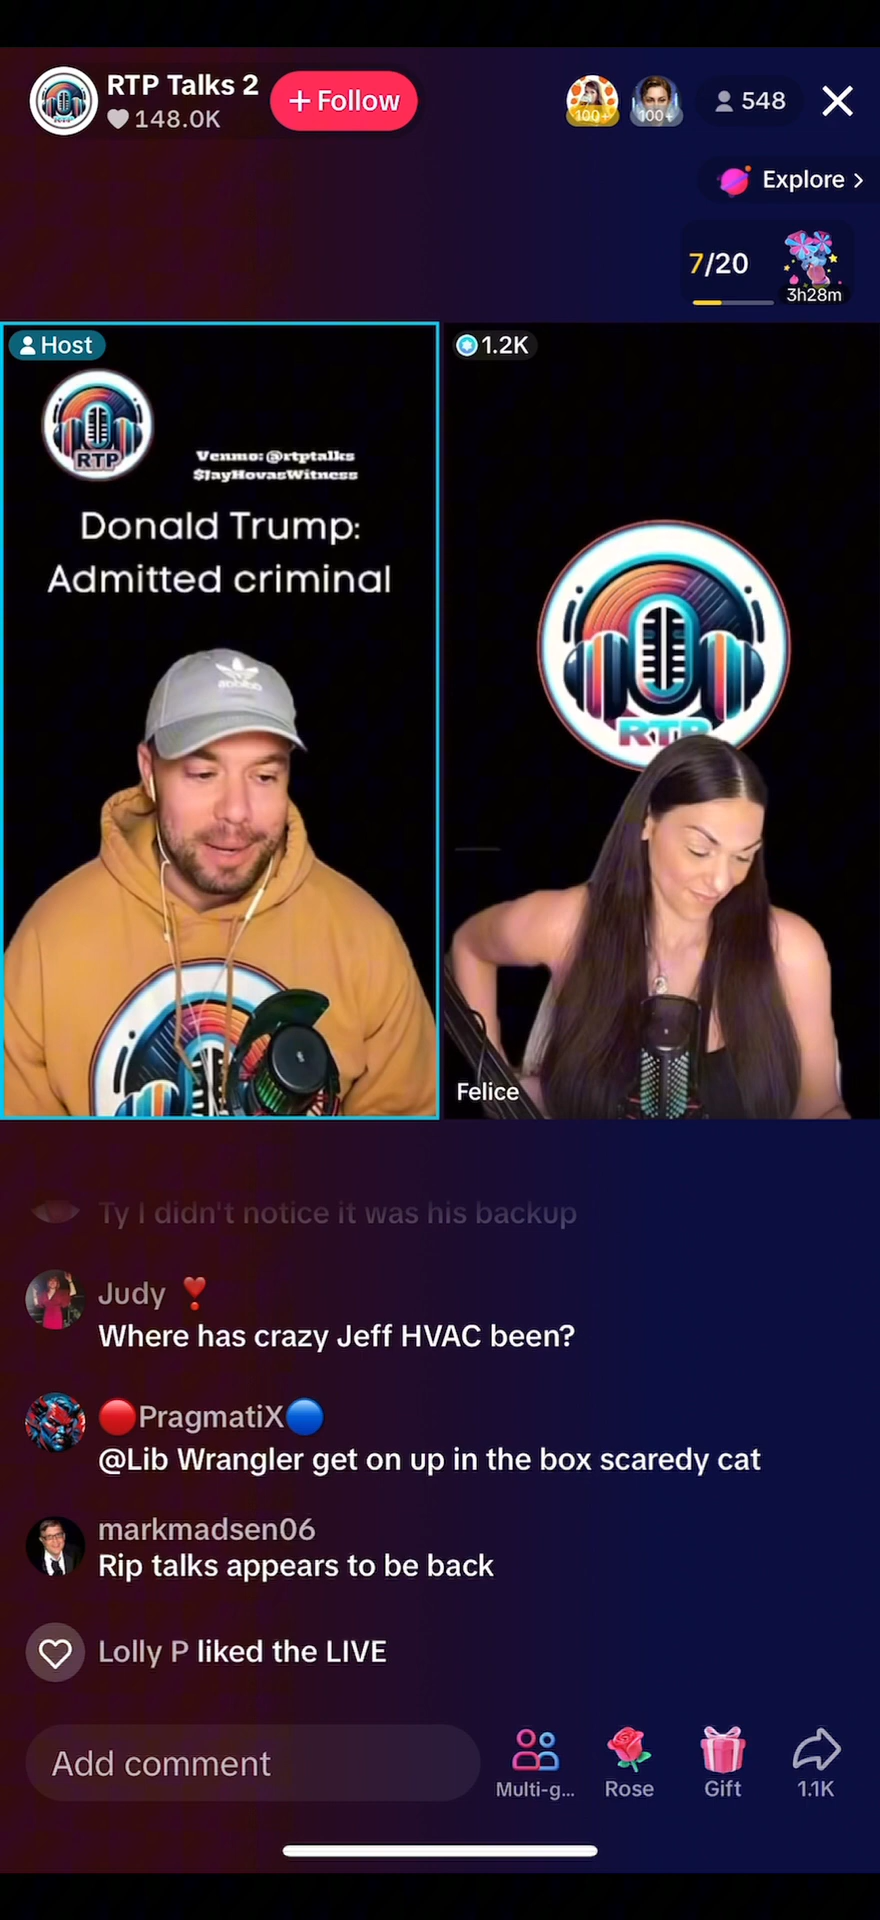 RTP Talks 2
148.0K
+ Follow
100+
100+
548
Explore >
7/20
3h28m
Host
1.2K
RTP
Venmo: @rtptalks
$JayHovasWitness
Donald Trump:
Admitted criminal
adidas
RTP
Felice
Ty I didn't notice it was his backup
Judy ❣️
Where has crazy Jeff HVAC been?
🔴PragmatiX🔵
@Lib Wrangler get on up in the box scaredy cat
markmadsen06
Rip talks appears to be back
Lolly P liked the LIVE
Add comment
Multi-g...
Rose
Gift
1.1K